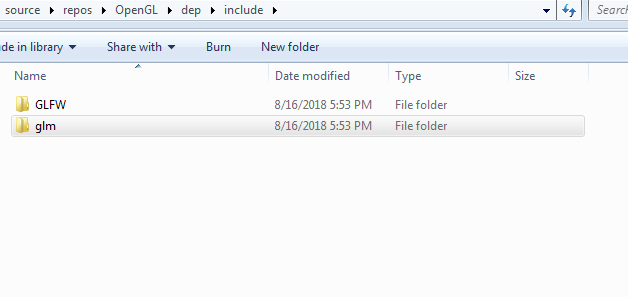 source repos OpenGL dep include Searc
de in library Share with Burn New folder
Name Date modified Type Size
GLFW 8/16/2018 5:53 PM File folder
glm 8/16/2018 5:53 PM File folder